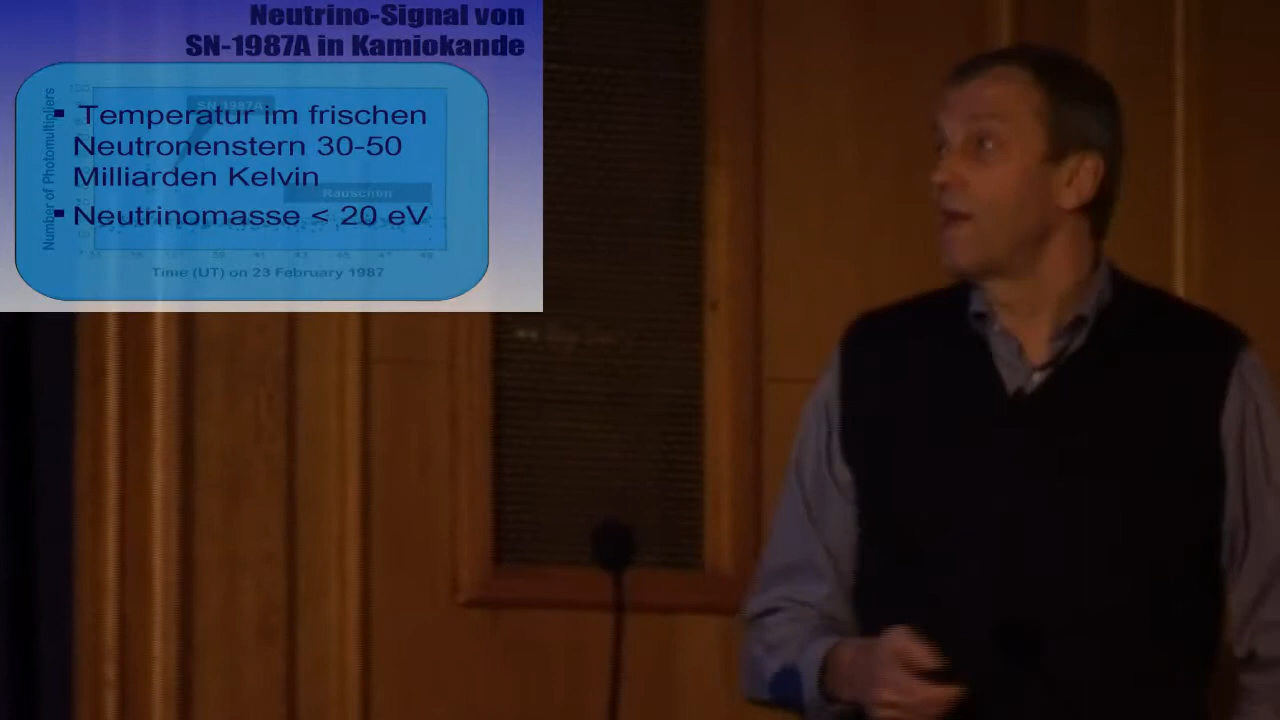 Neutrino-Signal von
SN-1987A in Kamiokande
SN 1987A
▪ Temperatur im frischen
Neutronenstern 30-50
Milliarden Kelvin
Rauschen
▪ Neutrinomasse < 20 eV
Number of Photomultipliers
Time (UT) on 23 February 1987